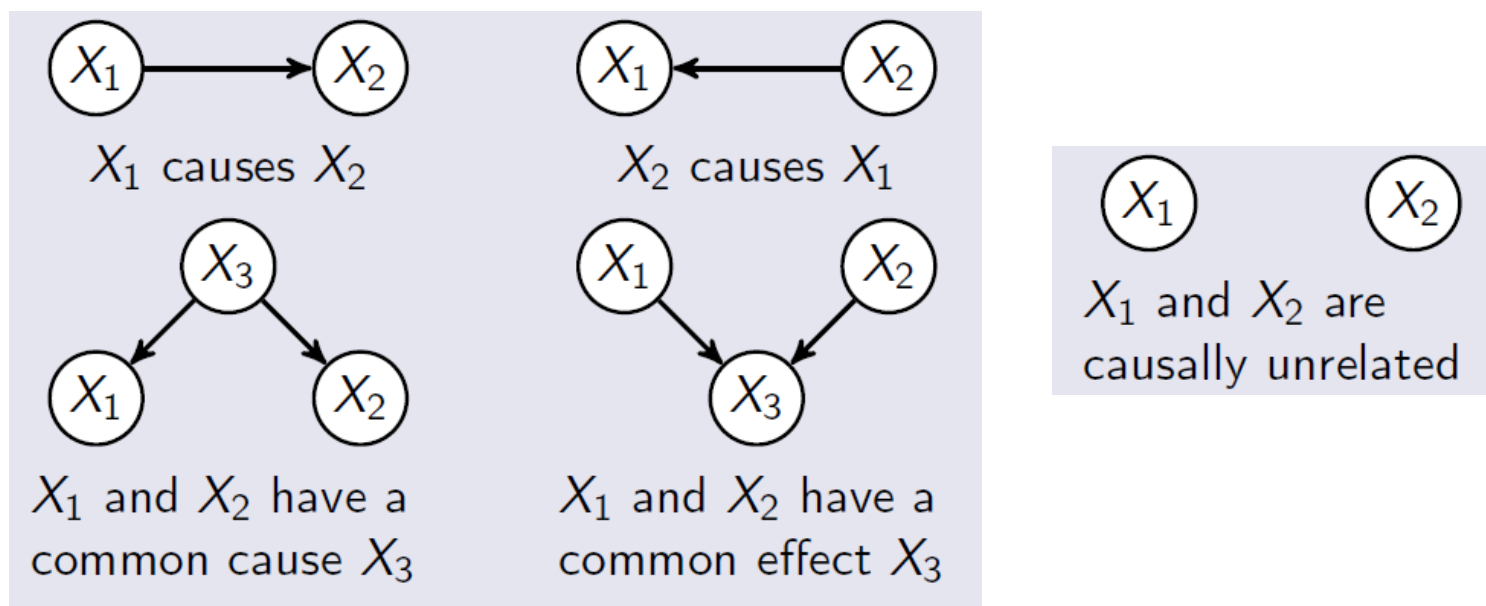 X₁ X₂
X₁ causes X₂
X₁ X₂
X₂ causes X₁
X₃
X₁ X₂
X₁ and X₂ have a
common cause X₃
X₁ X₂
X₃
X₁ and X₂ have a
common effect X₃
X₁ X₂
X₁ and X₂ are
causally unrelated